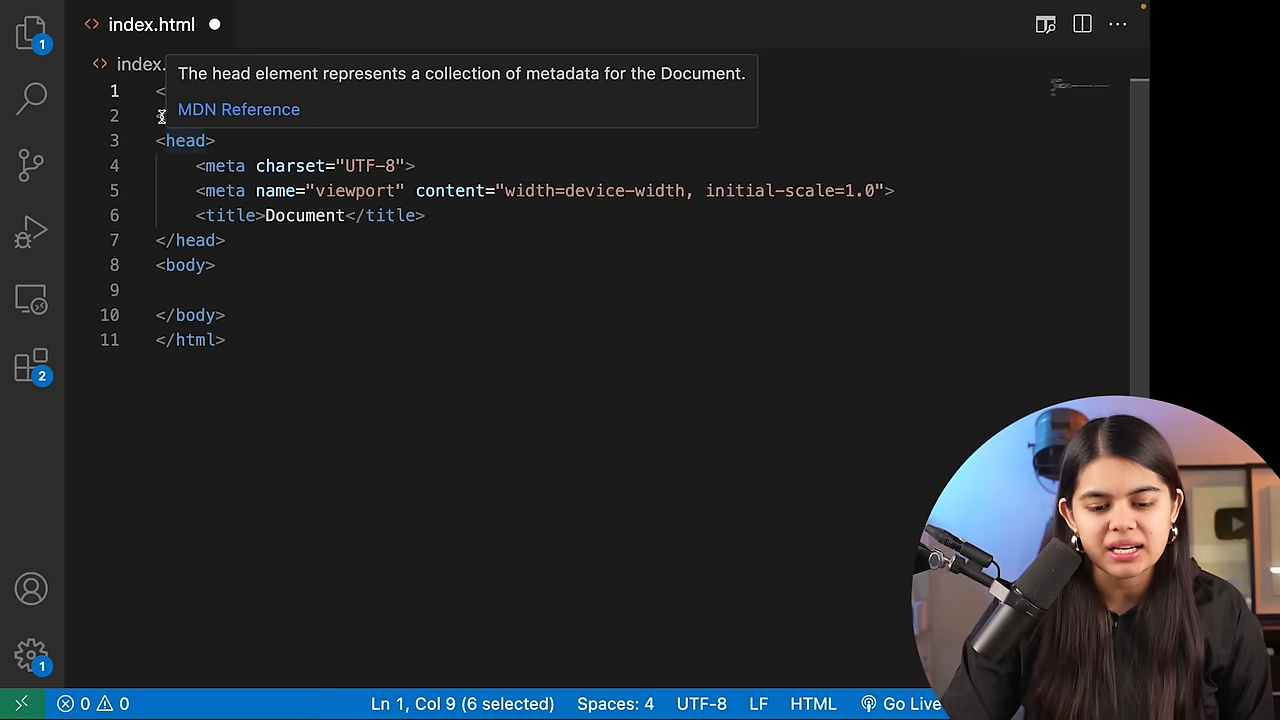 1
index.html
index.
The head element represents a collection of metadata for the Document.
MDN Reference
1 <
2
3 <head>
4 <meta charset="UTF-8">
5 <meta name="viewport" content="width=device-width, initial-scale=1.0">
6 <title>Document</title>
7 </head>
8 <body>
9
10 </body>
11 </html>
2
1
0 0 Ln 1, Col 9 (6 selected) Spaces: 4 UTF-8 LF HTML Go Live